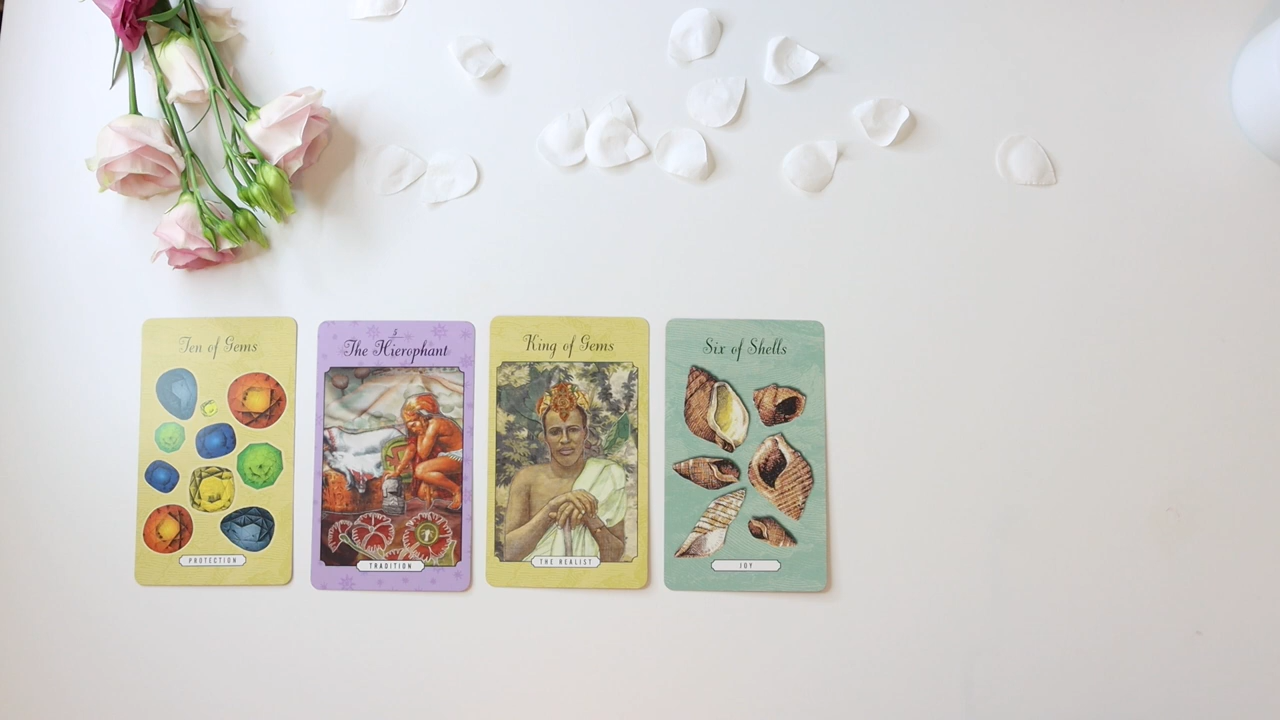 Ten of Gems
PROTECTION
5
The Hierophant
TRADITION
King of Gems
THE REALIST
Six of Shells
JOY